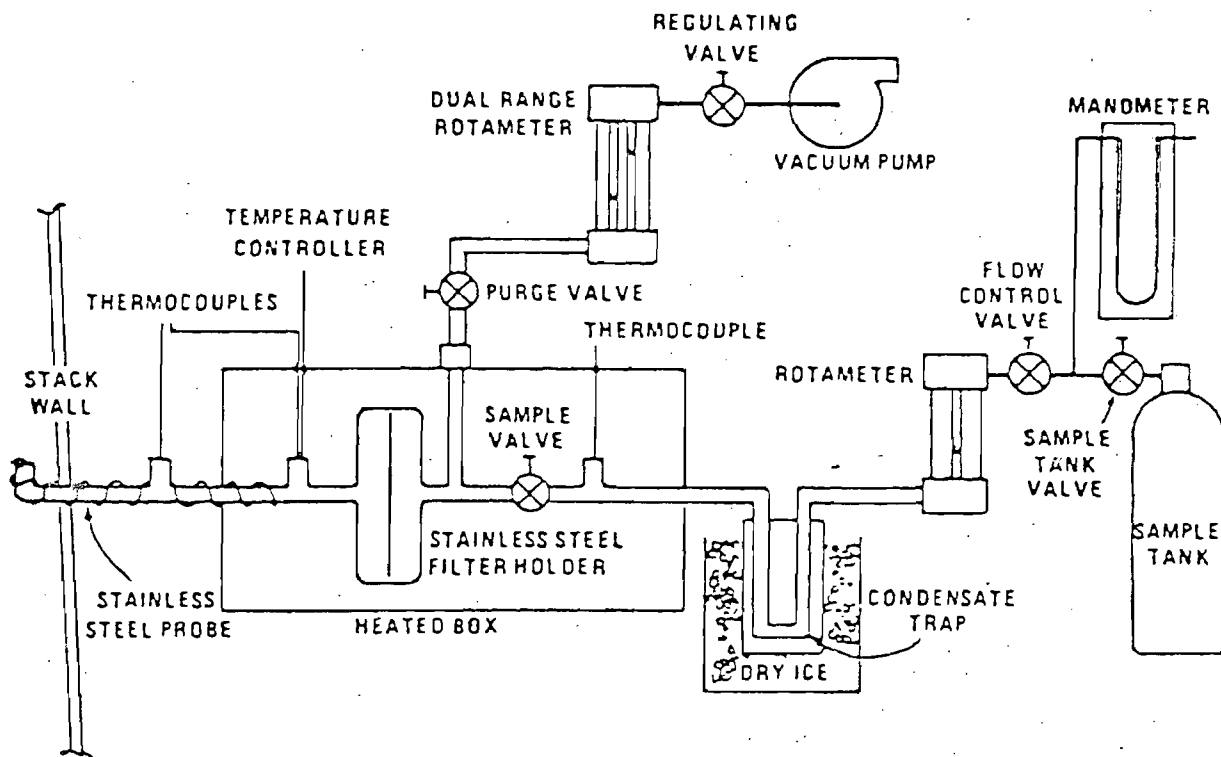 REGULATING
VALVE
DUAL RANGE
ROTAMETER
VACUUM PUMP
MANOMETER
TEMPERATURE
CONTROLLER
THERMOCOUPLES
PURGE VALVE
THERMOCOUPLE
FLOW
CONTROL
VALVE
STACK
WALL
SAMPLE
VALVE
ROTAMETER
SAMPLE
TANK
VALVE
STAINLESS STEEL
FILTER HOLDER
SAMPLE
TANK
STAINLESS
STEEL PROBE
HEATED BOX
CONDENSATE
TRAP
DRY ICE